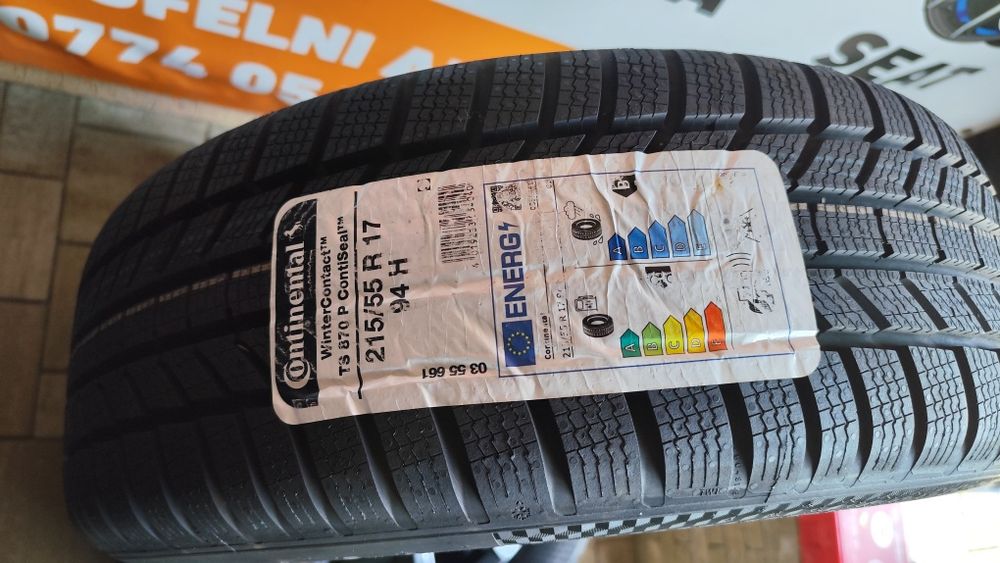 0774 05
SEAT
Continental
WinterContact™
TS 870 P ContiSeal™
215/55 R 17
94 H
03 55 661
ENERG
B
A
B
C
D
E
A
B
C
D
E